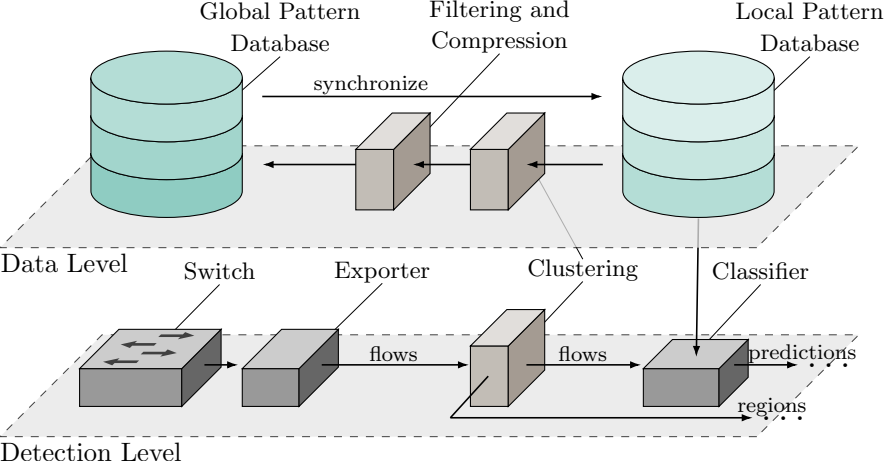 Global Pattern
Database
Filtering and
Compression
Local Pattern
Database
synchronize
Data Level
Switch
Exporter
Clustering
Classifier
flows
flows
predictions
regions
Detection Level